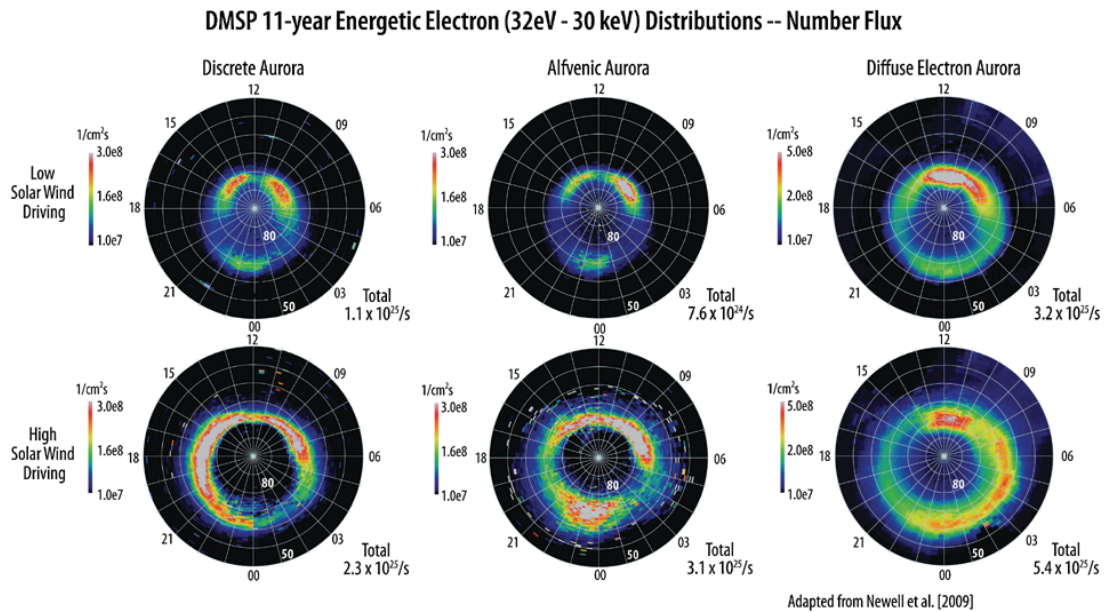 DMSP 11-year Energetic Electron (32eV - 30 keV) Distributions -- Number Flux
Discrete Aurora
Alfvenic Aurora
Diffuse Electron Aurora
Low
Solar Wind
Driving
1/cm²s
3.0e8
1.6e8
1.0e7
12
15
09
18
06
80
21
03
50
00
Total
1.1 x 10²⁵/s
1/cm²s
3.0e8
1.6e8
1.0e7
12
15
09
18
06
80
21
03
50
00
Total
7.6 x 10²⁴/s
1/cm²s
5.0e8
2.0e8
1.0e7
12
15
09
18
06
80
21
03
50
00
Total
3.2 x 10²⁵/s
High
Solar Wind
Driving
1/cm²s
3.0e8
1.6e8
1.0e7
12
15
09
18
06
80
21
03
50
00
Total
2.3 x 10²⁵/s
1/cm²s
3.0e8
1.6e8
1.0e7
12
15
09
18
06
80
21
03
50
00
Total
3.1 x 10²⁵/s
1/cm²s
5.0e8
2.0e8
1.0e7
12
15
09
18
06
80
21
03
50
00
Total
5.4 x 10²⁵/s
Adapted from Newell et al. [2009]